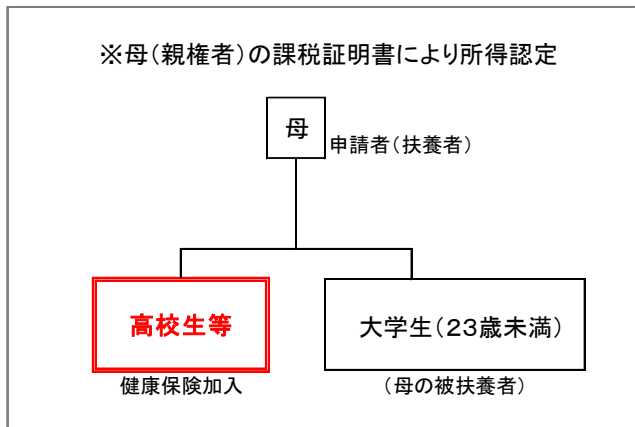 ※母（親権者）の課税証明書により所得認定
母
申請者（扶養者）
高校生等
大学生（２３歳未満）
健康保険加入
（母の被扶養者）